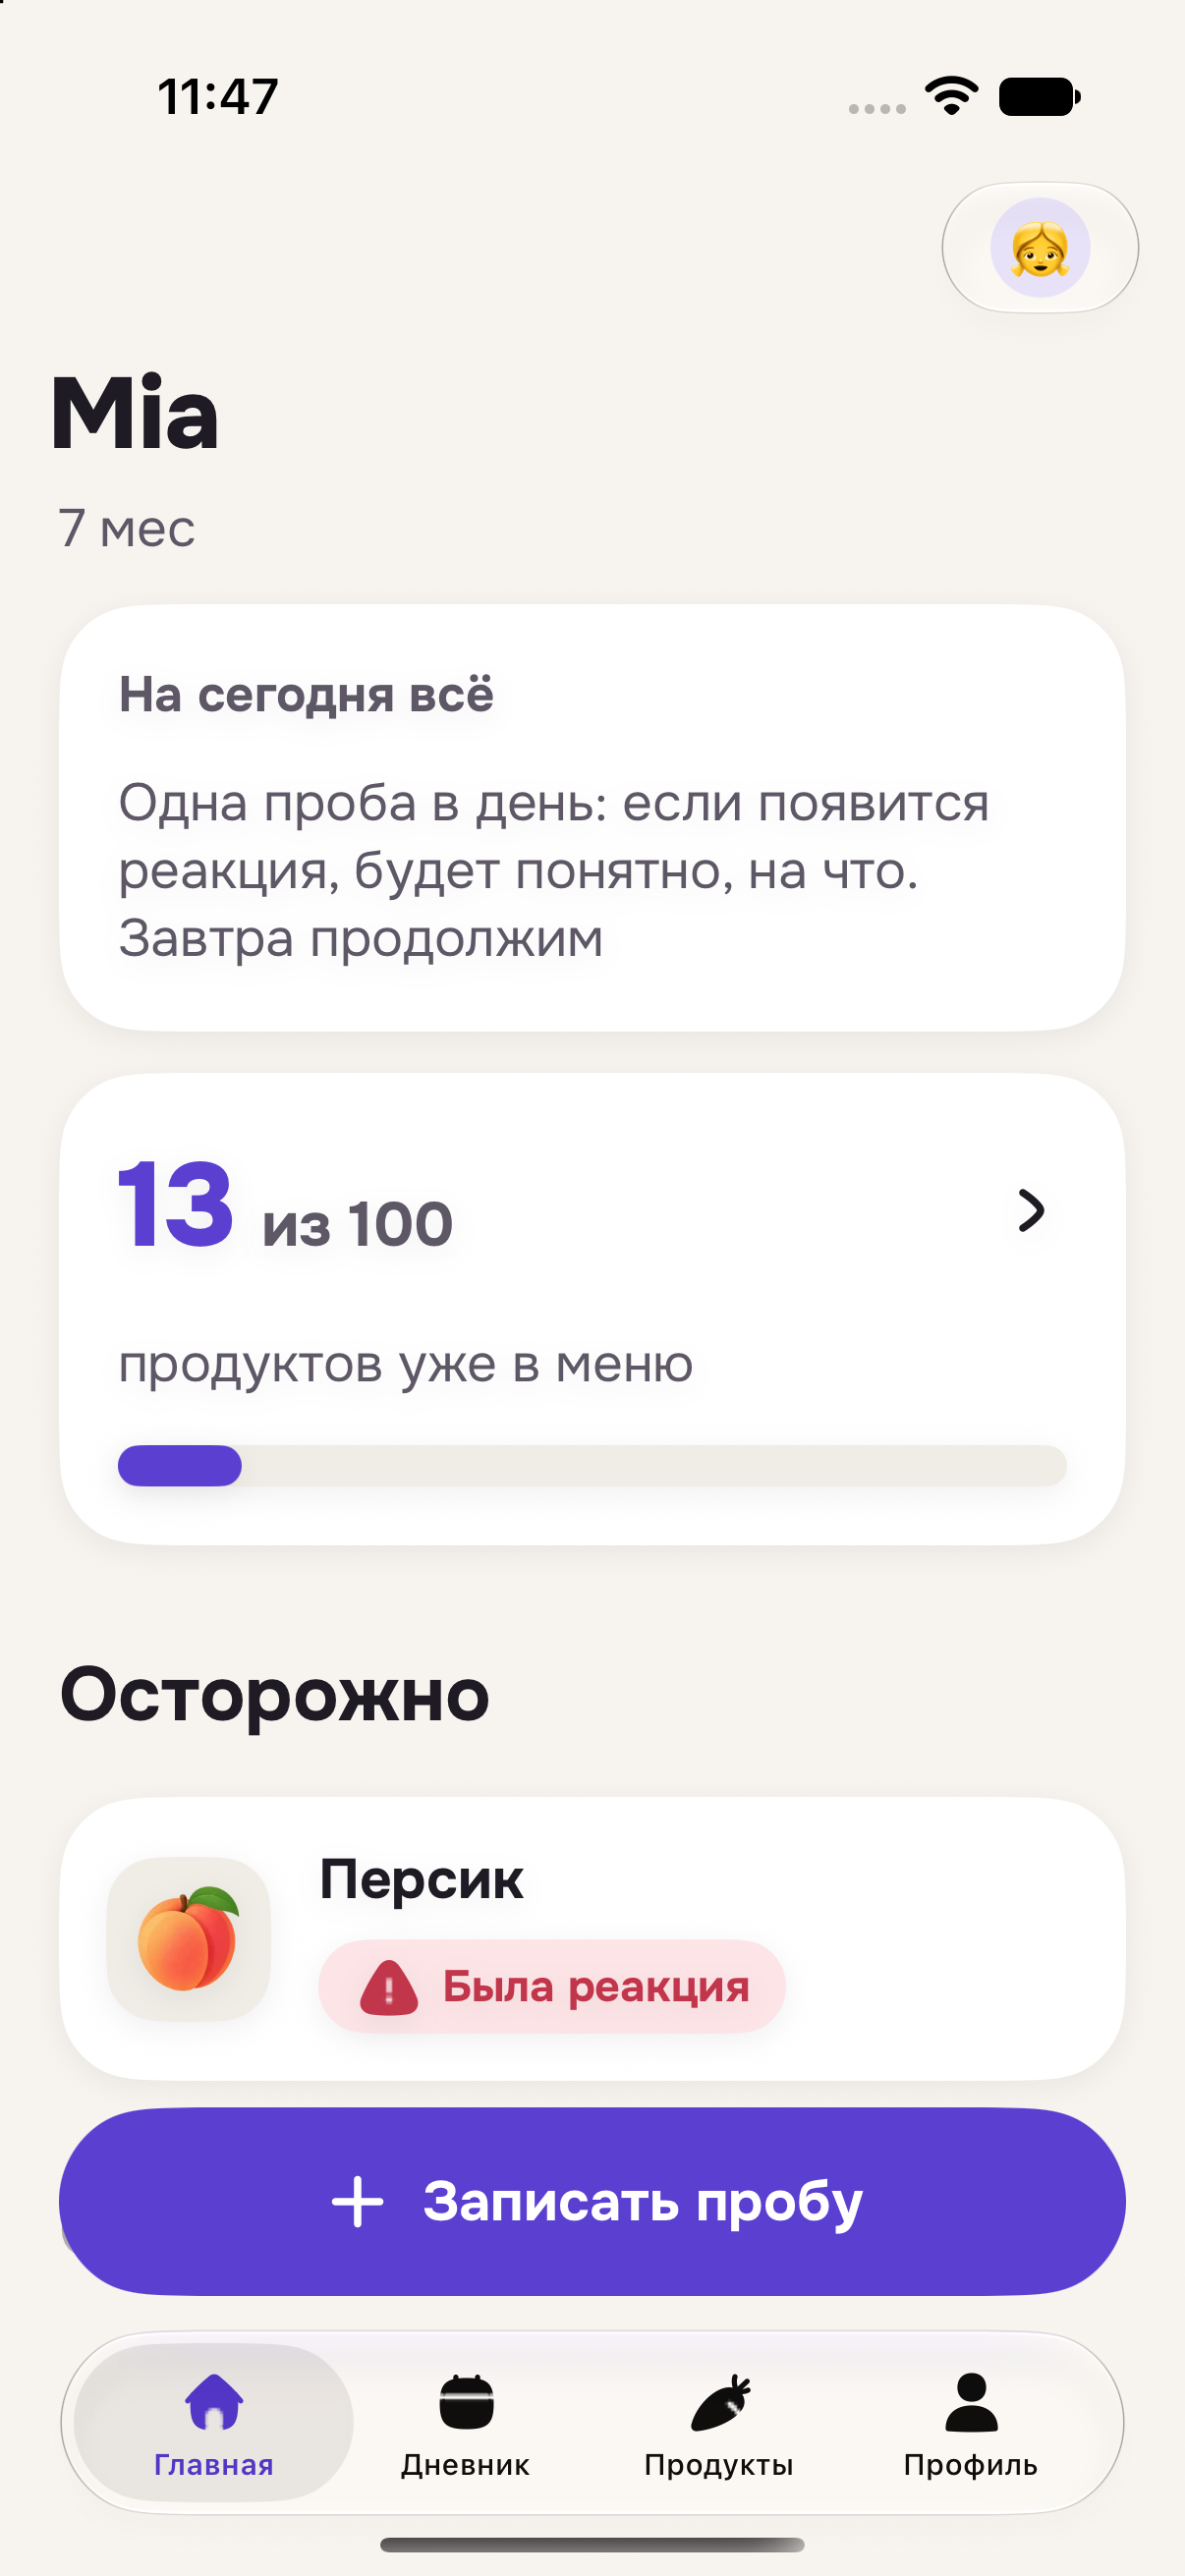 11:47
Mia
7 мес
На сегодня всё
Одна проба в день: если появится
реакция, будет понятно, на что.
Завтра продолжим
13 из 100
продуктов уже в меню
Осторожно
Персик
Была реакция
Записать пробу
Главная
Дневник
Продукты
Профиль